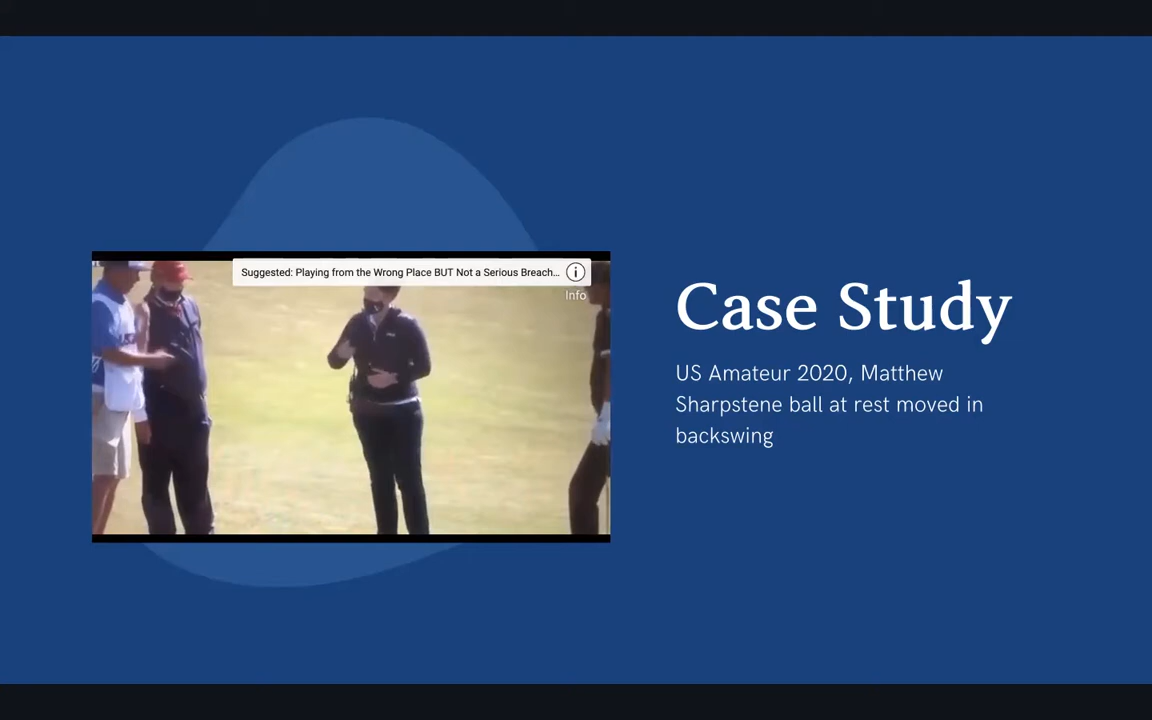 Suggested: Playing from the Wrong Place BUT Not a Serious Breach...
Info
Case Study
US Amateur 2020, Matthew
Sharpstene ball at rest moved in
backswing